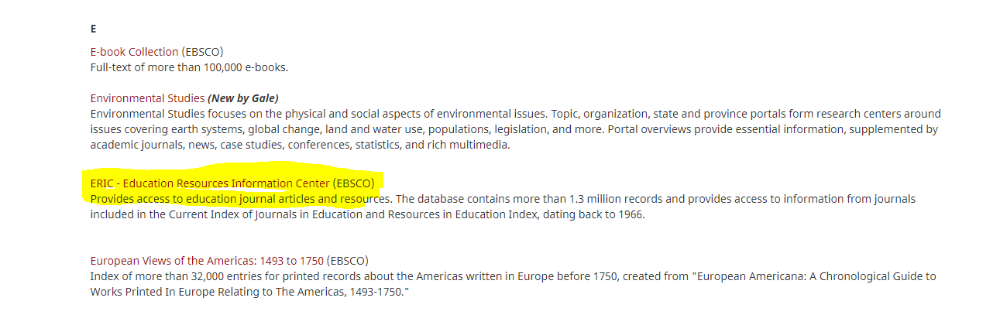 E
E-book Collection (EBSCO)
Full-text of more than 100,000 e-books.
Environmental Studies (New by Gale)
Environmental Studies focuses on the physical and social aspects of environmental issues. Topic, organization, state and province portals form research centers around
issues covering earth systems, global change, land and water use, populations, legislation, and more. Portal overviews provide essential information, supplemented by
academic journals, news, case studies, conferences, statistics, and rich multimedia.
ERIC - Education Resources Information Center (EBSCO)
Provides access to education journal articles and resources. The database contains more than 1.3 million records and provides access to information from journals
included in the Current Index of Journals in Education and Resources in Education Index, dating back to 1966.
European Views of the Americas: 1493 to 1750 (EBSCO)
Index of more than 32,000 entries for printed records about the Americas written in Europe before 1750, created from "European Americana: A Chronological Guide to
Works Printed In Europe Relating to The Americas, 1493-1750."